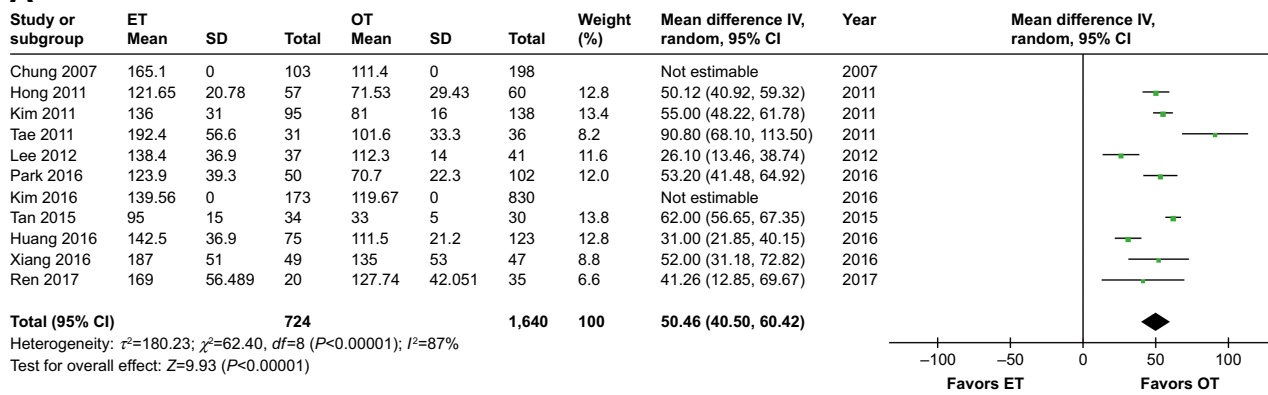 Study or subgroup ET Mean SD Total OT Mean SD Total Weight (%) Mean difference IV, random, 95% CI Year Mean difference IV, random, 95% CI
Chung 2007 165.1 0 103 111.4 0 198 Not estimable 2007
Hong 2011 121.65 20.78 57 71.53 29.43 60 12.8 50.12 (40.92, 59.32) 2011
Kim 2011 136 31 95 81 16 138 13.4 55.00 (48.22, 61.78) 2011
Tae 2011 192.4 56.6 31 101.6 33.3 36 8.2 90.80 (68.10, 113.50) 2011
Lee 2012 138.4 36.9 37 112.3 14 41 11.6 26.10 (13.46, 38.74) 2012
Park 2016 123.9 39.3 50 70.7 22.3 102 12.0 53.20 (41.48, 64.92) 2016
Kim 2016 139.56 0 173 119.67 0 830 Not estimable 2016
Tan 2015 95 15 34 33 5 30 13.8 62.00 (56.65, 67.35) 2015
Huang 2016 142.5 36.9 75 111.5 21.2 123 12.8 31.00 (21.85, 40.15) 2016
Xiang 2016 187 51 49 135 53 47 8.8 52.00 (31.18, 72.82) 2016
Ren 2017 169 56.489 20 127.74 42.051 35 6.6 41.26 (12.85, 69.67) 2017
Total (95% CI) 724 1,640 100 50.46 (40.50, 60.42)
Heterogeneity: τ²=180.23; χ²=62.40, df=8 (P<0.00001); I²=87%
Test for overall effect: Z=9.93 (P<0.00001)
−100 −50 0 50 100
Favors ET Favors OT